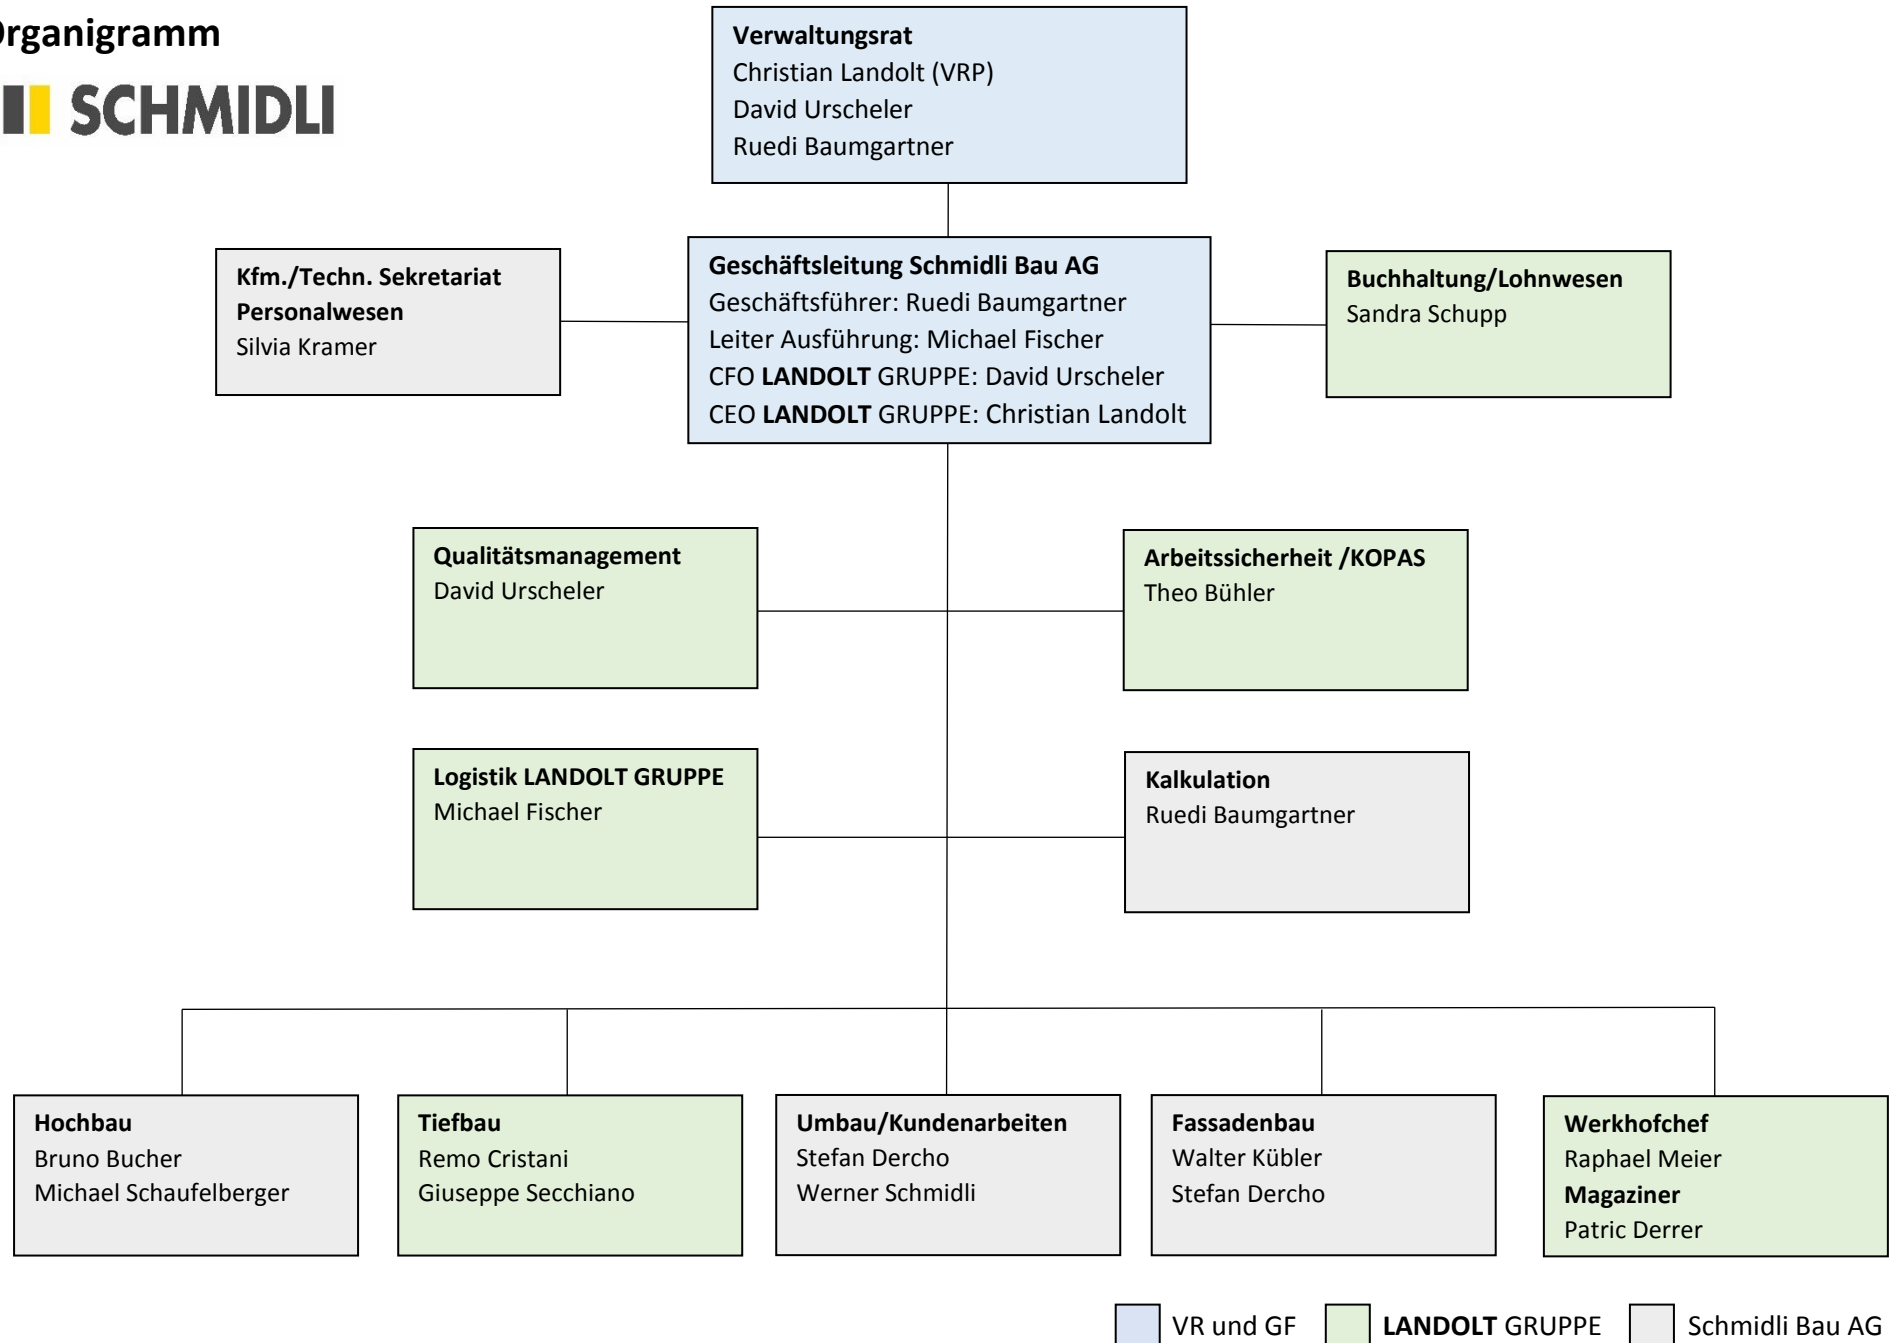 Organigramm
SCHMIDLI
Verwaltungsrat
Christian Landolt (VRP)
David Urscheler
Ruedi Baumgartner
Kfm./Techn. Sekretariat
Personalwesen
Silvia Kramer
Geschäftsleitung Schmidli Bau AG
Geschäftsführer: Ruedi Baumgartner
Leiter Ausführung: Michael Fischer
CFO LANDOLT GRUPPE: David Urscheler
CEO LANDOLT GRUPPE: Christian Landolt
Buchhaltung/Lohnwesen
Sandra Schupp
Qualitätsmanagement
David Urscheler
Arbeitssicherheit /KOPAS
Theo Bühler
Logistik LANDOLT GRUPPE
Michael Fischer
Kalkulation
Ruedi Baumgartner
Hochbau
Bruno Bucher
Michael Schaufelberger
Tiefbau
Remo Cristani
Giuseppe Secchiano
Umbau/Kundenarbeiten
Stefan Dercho
Werner Schmidli
Fassadenbau
Walter Kübler
Stefan Dercho
Werkhofchef
Raphael Meier
Magaziner
Patric Derrer
VR und GF
LANDOLT GRUPPE
Schmidli Bau AG